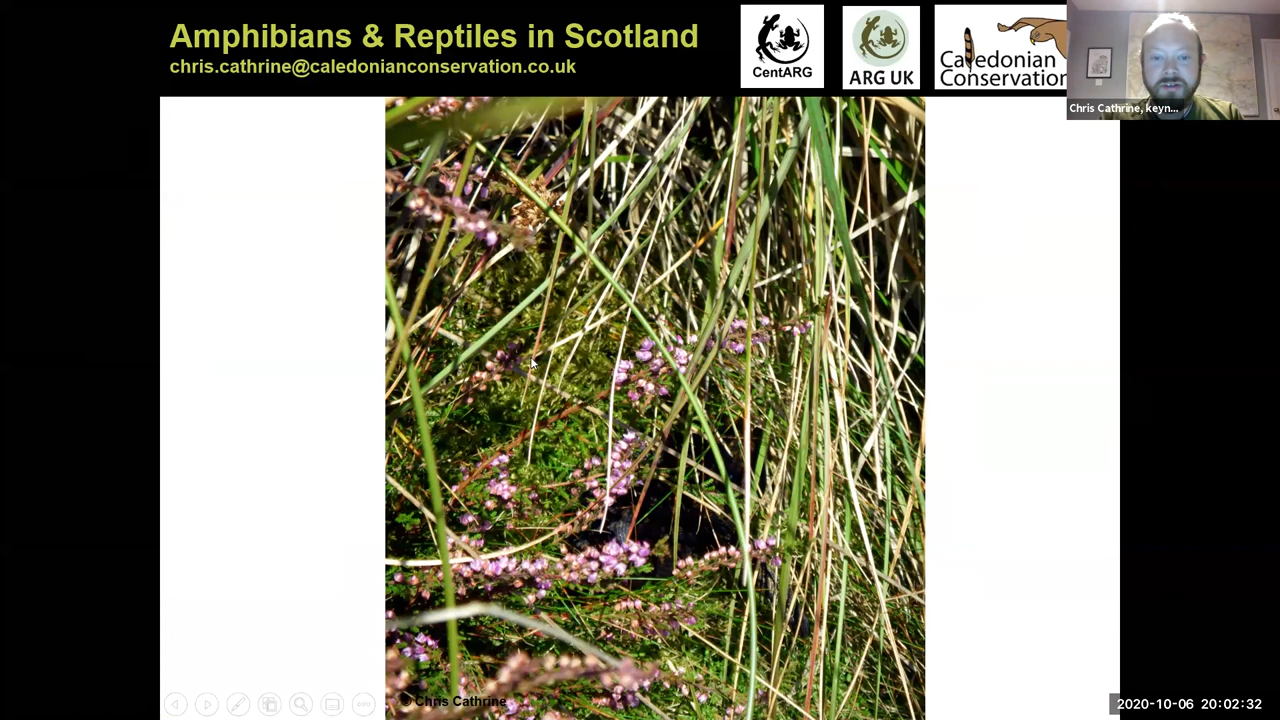 Amphibians & Reptiles in Scotland
chris.cathrine@caledonianconservation.co.uk
CentARG
ARG UK
Caledonian
Conservation
Chris Cathrine, keyn...
© Chris Cathrine
2020-10-06 20:02:32